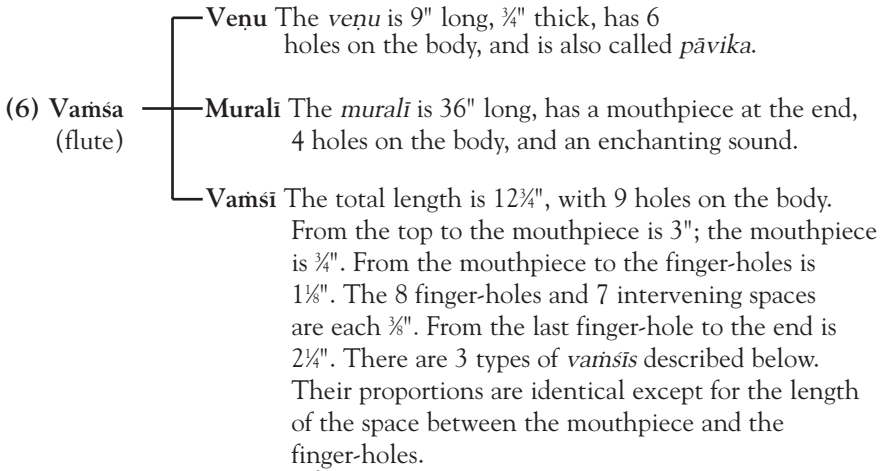 Veṇu The veṇu is 9" long, ¾" thick, has 6
holes on the body, and is also called pāvika.
(6) Vaṁśa
(flute)
Muralī The muralī is 36" long, has a mouthpiece at the end,
4 holes on the body, and an enchanting sound.
Vaṁśī The total length is 12¾", with 9 holes on the body.
From the top to the mouthpiece is 3"; the mouthpiece
is ¾". From the mouthpiece to the finger-holes is
1⅛". The 8 finger-holes and 7 intervening spaces
are each ⅜". From the last finger-hole to the end is
2¼". There are 3 types of vaṁśīs described below.
Their proportions are identical except for the length
of the space between the mouthpiece and the
finger-holes.